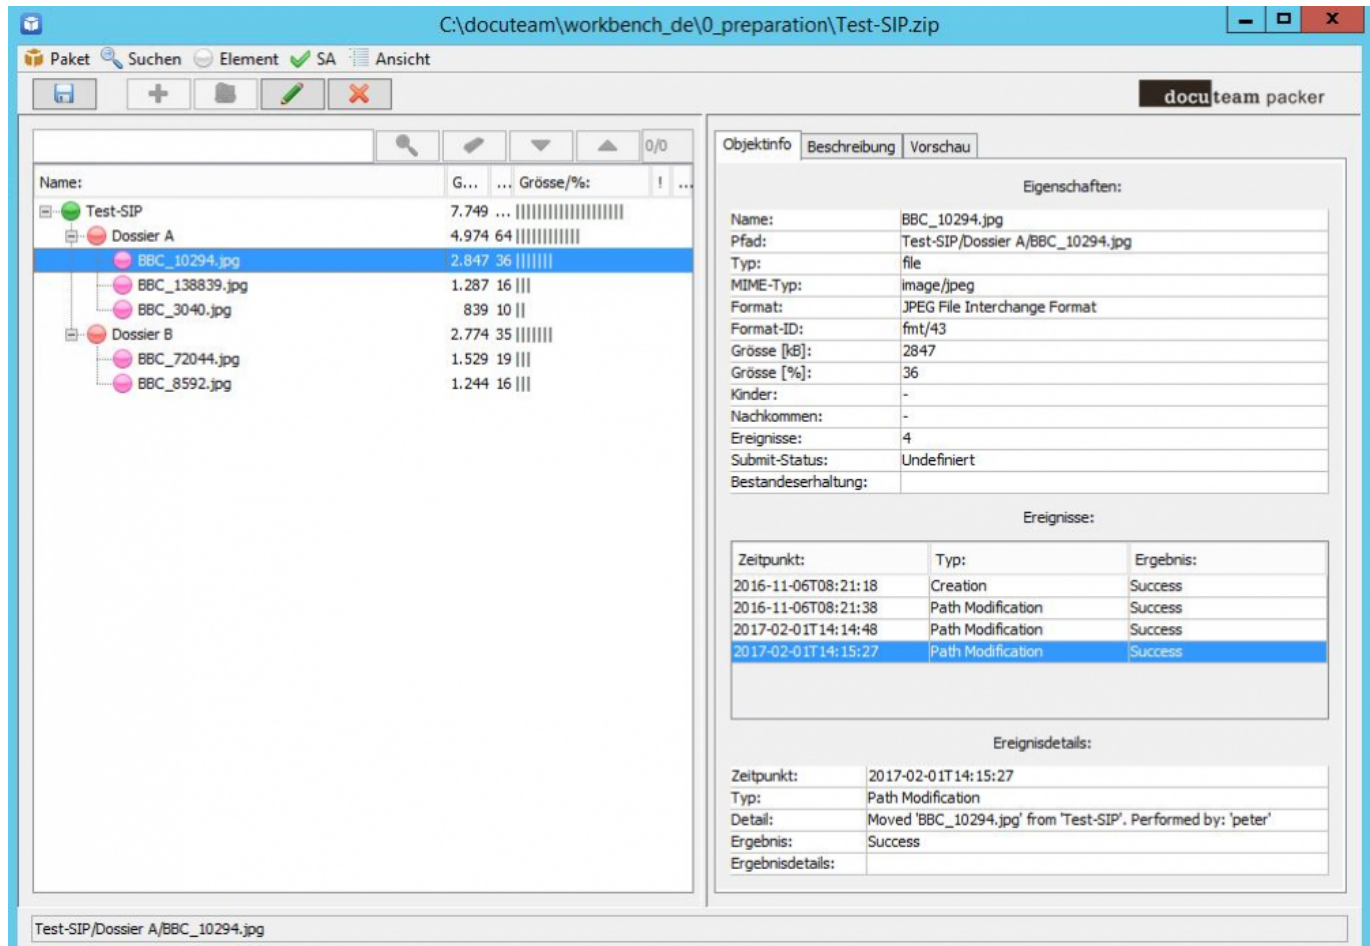 C:\docuteam\workbench_de\0_preparation\Test-SIP.zip
Paket Suchen Element SA Ansicht
docuteam packer
0/0
Name: G... ... Grösse/%: ! ...
Test-SIP 7.749 ...
Dossier A 4.974 64
BBC_10294.jpg 2.847 36
BBC_138839.jpg 1.287 16
BBC_3040.jpg 839 10
Dossier B 2.774 35
BBC_72044.jpg 1.529 19
BBC_8592.jpg 1.244 16
Objektinfo Beschreibung Vorschau
Eigenschaften:
Name: BBC_10294.jpg
Pfad: Test-SIP/Dossier A/BBC_10294.jpg
Typ: file
MIME-Typ: image/jpeg
Format: JPEG File Interchange Format
Format-ID: fmt/43
Grösse [kB]: 2847
Grösse [%]: 36
Kinder: -
Nachkommen: -
Ereignisse: 4
Submit-Status: Undefiniert
Bestandeserhaltung:
Ereignisse:
Zeitpunkt: Typ: Ergebnis:
2016-11-06T08:21:18 Creation Success
2016-11-06T08:21:38 Path Modification Success
2017-02-01T14:14:48 Path Modification Success
2017-02-01T14:15:27 Path Modification Success
Ereignisdetails:
Zeitpunkt: 2017-02-01T14:15:27
Typ: Path Modification
Detail: Moved 'BBC_10294.jpg' from 'Test-SIP'. Performed by: 'peter'
Ergebnis: Success
Ergebnisdetails:
Test-SIP/Dossier A/BBC_10294.jpg